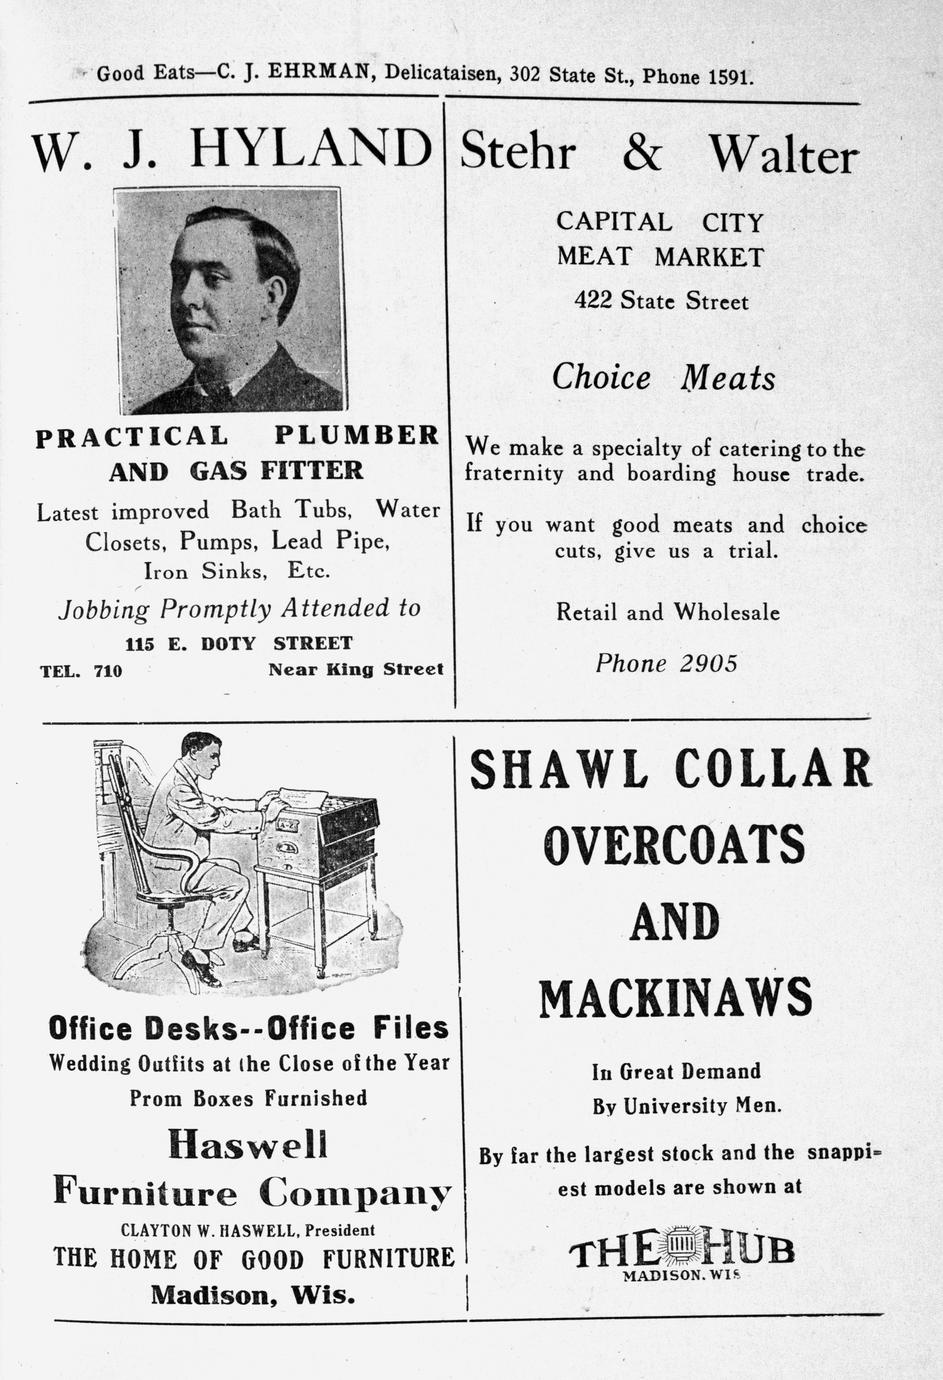 Good Eats—C. J. EHRMAN, Delicataisen, 302 State St., Phone 1591.
W. J. HYLAND
PRACTICAL PLUMBER
AND GAS FITTER
Latest improved Bath Tubs, Water
Closets, Pumps, Lead Pipe,
Iron Sinks, Etc.
Jobbing Promptly Attended to
115 E. DOTY STREET
TEL. 710 Near King Street
Stehr & Walter
CAPITAL CITY
MEAT MARKET
422 State Street
Choice Meats
We make a specialty of catering to the
fraternity and boarding house trade.
If you want good meats and choice
cuts, give us a trial.
Retail and Wholesale
Phone 2905
A-Z
Office Desks--Office Files
Wedding Outfits at the Close of the Year
Prom Boxes Furnished
Haswell
Furniture Company
CLAYTON W. HASWELL, President
THE HOME OF GOOD FURNITURE
Madison, Wis.
SHAWL COLLAR
OVERCOATS
AND
MACKINAWS
In Great Demand
By University Men.
By far the largest stock and the snappi=
est models are shown at
THE HUB
MADISON. WIS